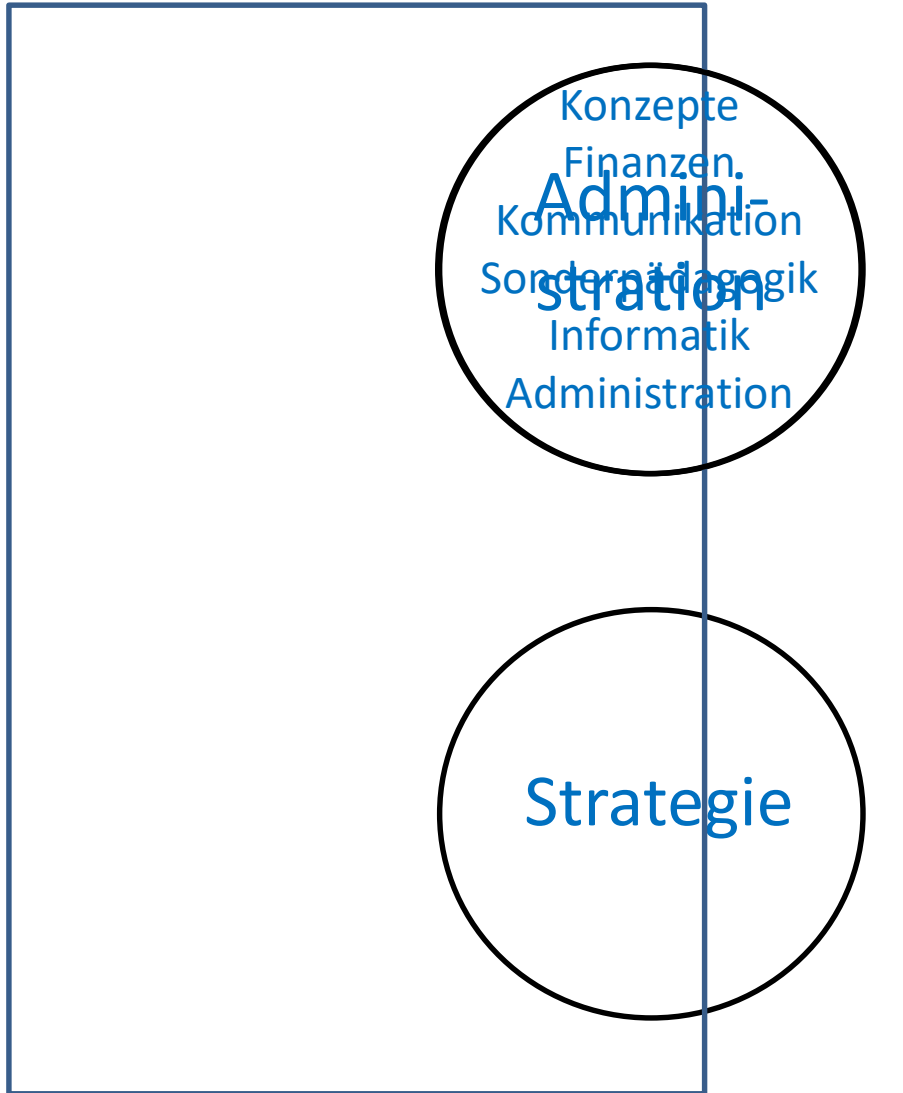 Konzepte
Finanzen
Admini-
Kommunikation
Sonderpädagogik
stration
Informatik
Administration
Strategie